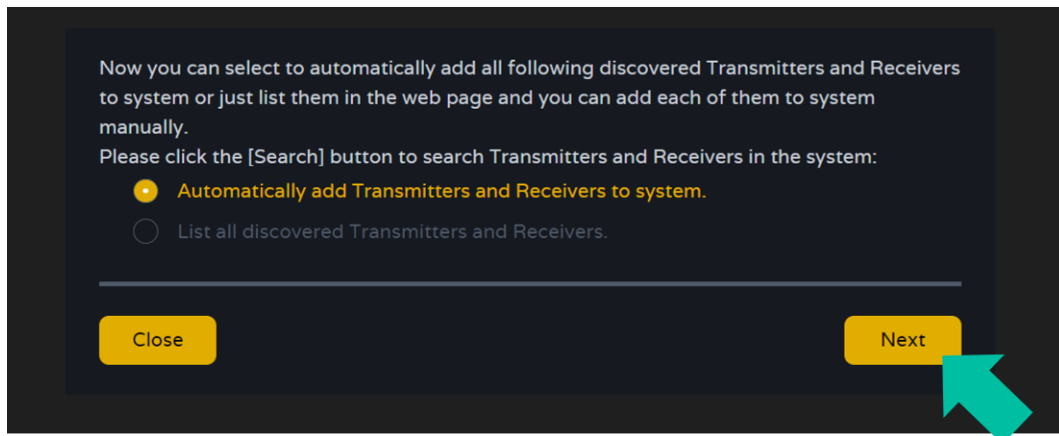 Now you can select to automatically add all following discovered Transmitters and Receivers
to system or just list them in the web page and you can add each of them to system
manually.
Please click the [Search] button to search Transmitters and Receivers in the system:
Automatically add Transmitters and Receivers to system.
List all discovered Transmitters and Receivers.
Close
Next